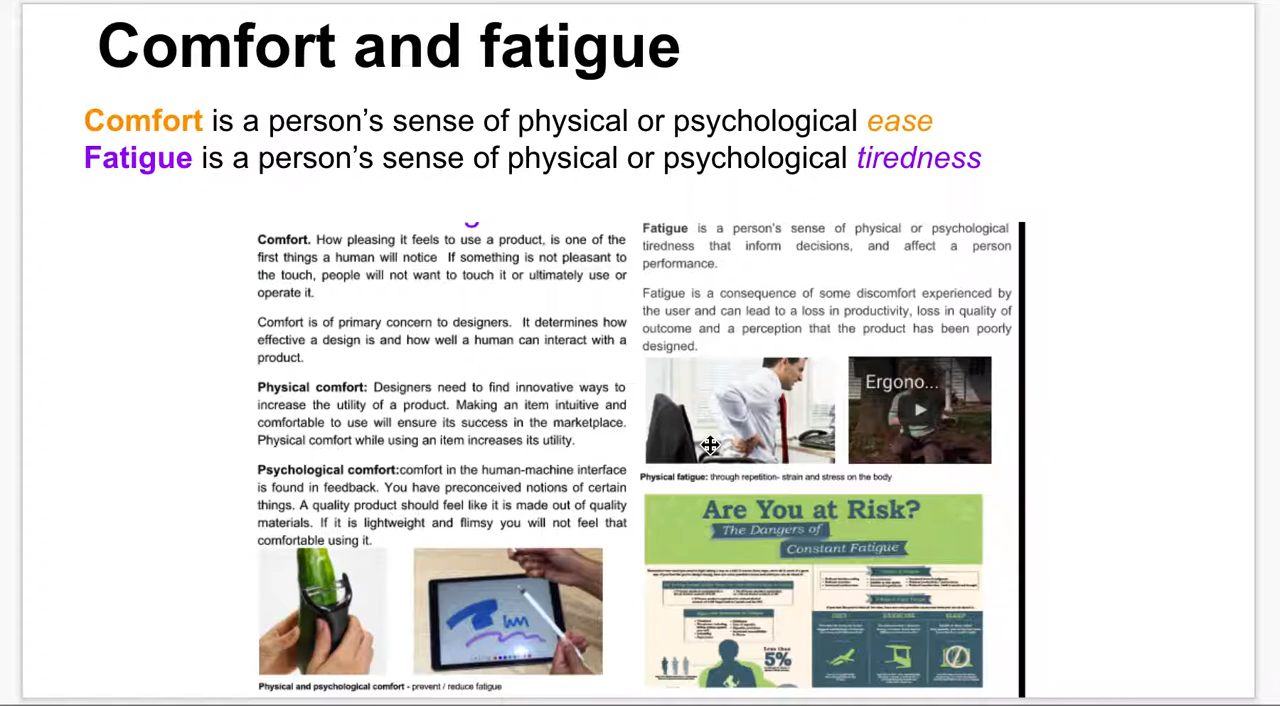 Comfort and fatigue
Comfort is a person’s sense of physical or psychological ease
Fatigue is a person’s sense of physical or psychological tiredness
Comfort. How pleasing it feels to use a product, is one of the
first things a human will notice If something is not pleasant to
the touch, people will not want to touch it or ultimately use or
operate it.
Comfort is of primary concern to designers. It determines how
effective a design is and how well a human can interact with a
product.
Physical comfort: Designers need to find innovative ways to
increase the utility of a product. Making an item intuitive and
comfortable to use will ensure its success in the marketplace.
Physical comfort while using an item increases its utility.
Psychological comfort:comfort in the human-machine interface
is found in feedback. You have preconceived notions of certain
things. A quality product should feel like it is made out of quality
materials. If it is lightweight and flimsy you will not feel that
comfortable using it.
Physical and psychological comfort - prevent / reduce fatigue
Fatigue is a person's sense of physical or psychological
tiredness that inform decisions, and affect a person
performance.
Fatigue is a consequence of some discomfort experienced by
the user and can lead to a loss in productivity, loss in quality of
outcome and a perception that the product has been poorly
designed.
Ergono...
Physical fatigue: through repetition- strain and stress on the body
Are You at Risk?
The Dangers of
Constant Fatigue
DIET
EXERCISE
SLEEP
Less than
5%